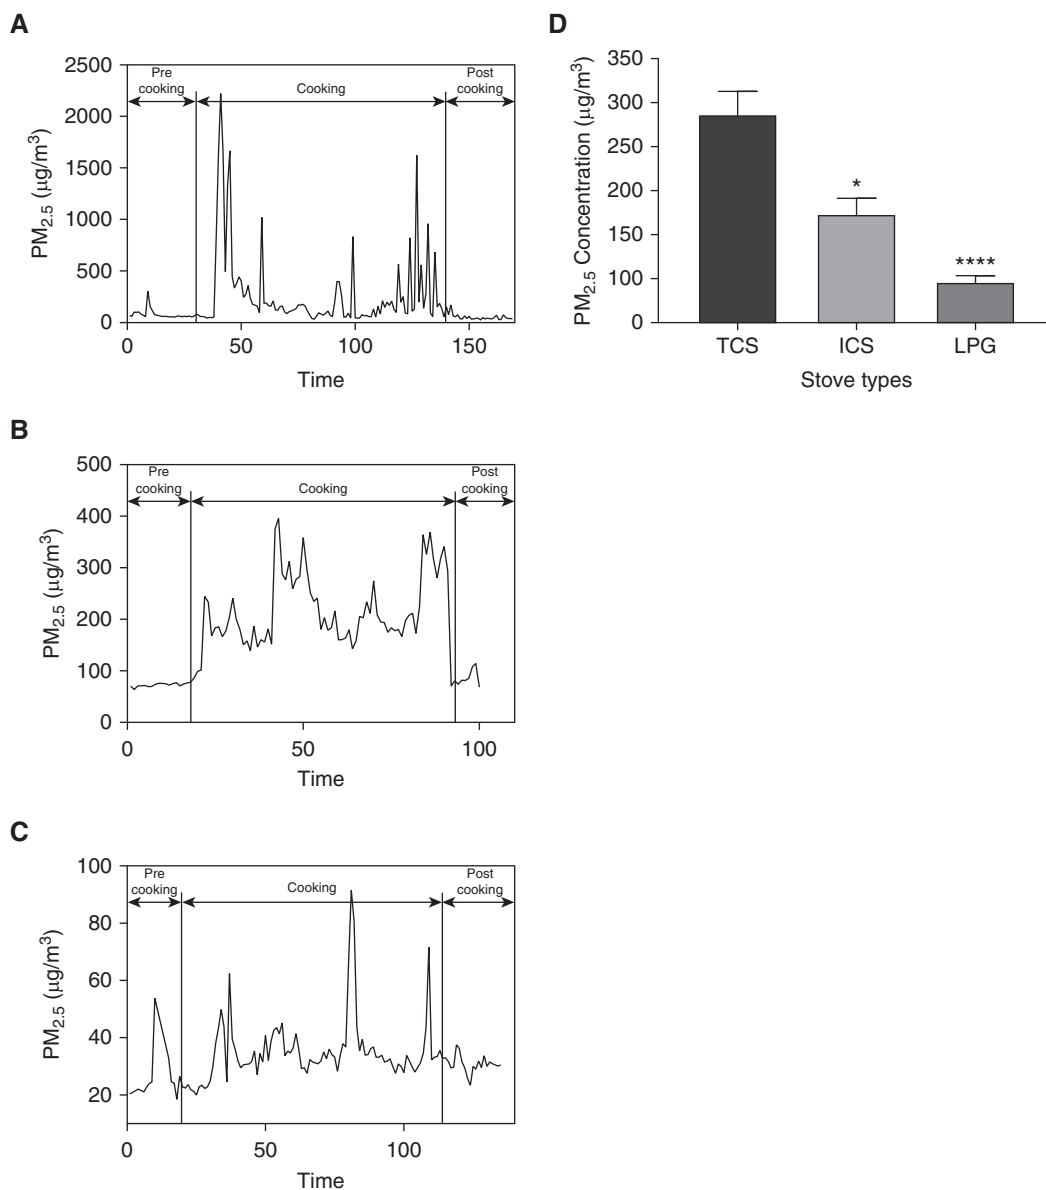 A
2500
2000
1500
1000
500
0
PM2.5 (µg/m³)
Pre
cooking
Cooking
Post
cooking
0 50 100 150
Time
B
500
400
300
200
100
0
PM2.5 (µg/m³)
Pre
cooking
Cooking
Post
cooking
0 50 100
Time
C
100
80
60
40
20
PM2.5 (µg/m³)
Pre
cooking
Cooking
Post
cooking
0 50 100
Time
D
350
300
250
200
150
100
0
PM2.5 Concentration (µg/m³)
*
****
TCS ICS LPG
Stove types